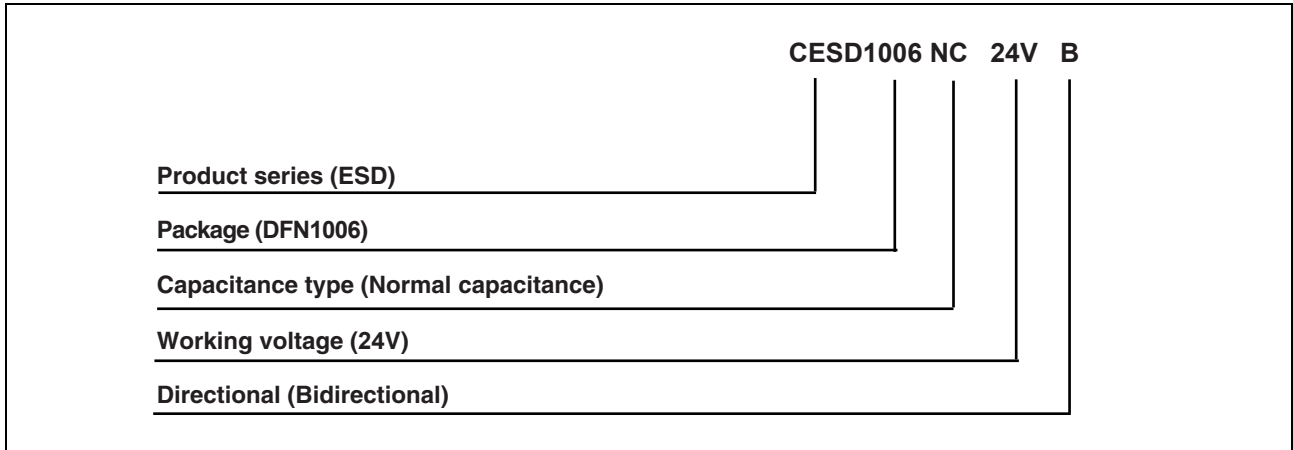 CESD1006 NC 24V B
Product series (ESD)
Package (DFN1006)
Capacitance type (Normal capacitance)
Working voltage (24V)
Directional (Bidirectional)